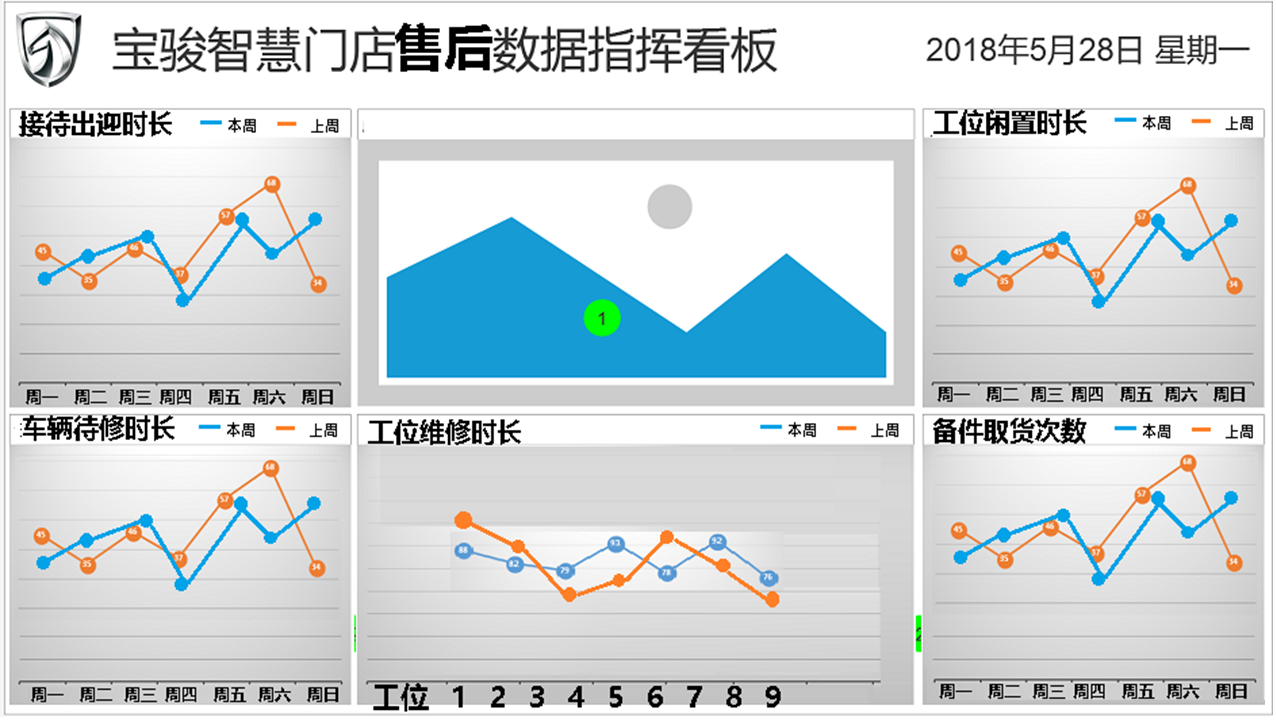 宝骏智慧门店售后数据指挥看板
2018年5月28日 星期一
接待出迎时长 本周 上周
45 35 46 37 57 68 34
周一 周二 周三 周四 周五 周六 周日
1
工位闲置时长 本周 上周
45 35 46 37 57 68 34
周一 周二 周三 周四 周五 周六 周日
车辆待修时长 本周 上周
45 35 46 37 57 68 34
周一 周二 周三 周四 周五 周六 周日
工位维修时长 本周 上周
88 82 79 93 78 92 76
工位 1 2 3 4 5 6 7 8 9
备件取货次数 本周 上周
45 35 46 37 57 68 34
周一 周二 周三 周四 周五 周六 周日